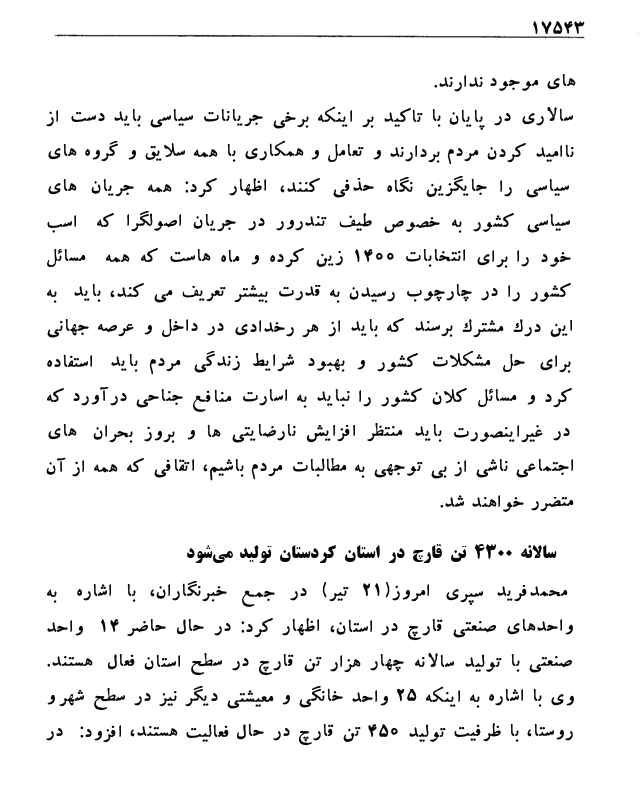 ۱۷۵۴۳
های موجود ندارند.
سالاری در پایان با تاکید بر اینکه برخی جریانات سیاسی باید دست از
ناامید کردن مردم بردارند و تعامل و همکاری با همه سلایق و گروه های
سیاسی را جایگزین نگاه حذفی کنند، اظهار کرد: همه جریان های
سیاسی کشور به خصوص طیف تندرور در جریان اصولگرا که اسب
خود را برای انتخابات ۱۴۰۰ زین کرده و ماه هاست که همه مسائل
کشور را در چارچوب رسیدن به قدرت بیشتر تعریف می کند، باید به
این درك مشترك برسند که باید از هر رخدادی در داخل و عرصه جهانی
برای حل مشکلات کشور و بهبود شرایط زندگی مردم باید استفاده
کرد و مسائل کلان کشور را نباید به اسارت منافع جناحی درآورد که
در غیراینصورت باید منتظر افزایش نارضایتی ها و بروز بحران های
اجتماعی ناشی از بی توجهی به مطالبات مردم باشیم، اتفاقی که همه از آن
متضرر خواهند شد.
سالانه ۴۳۰۰ تن قارچ در استان کردستان تولید می‌شود
محمدفرید سپری امروز(۲۱ تیر) در جمع خبرنگاران، با اشاره به
واحدهای صنعتی قارچ در استان، اظهار کرد: در حال حاضر ۱۴ واحد
صنعتی با تولید سالانه چهار هزار تن قارچ در سطح استان فعال هستند.
وی با اشاره به اینکه ۲۵ واحد خانگی و معیشتی دیگر نیز در سطح شهر و
روستا، با ظرفیت تولید ۴۵۰ تن قارچ در حال فعالیت هستند، افزود: در